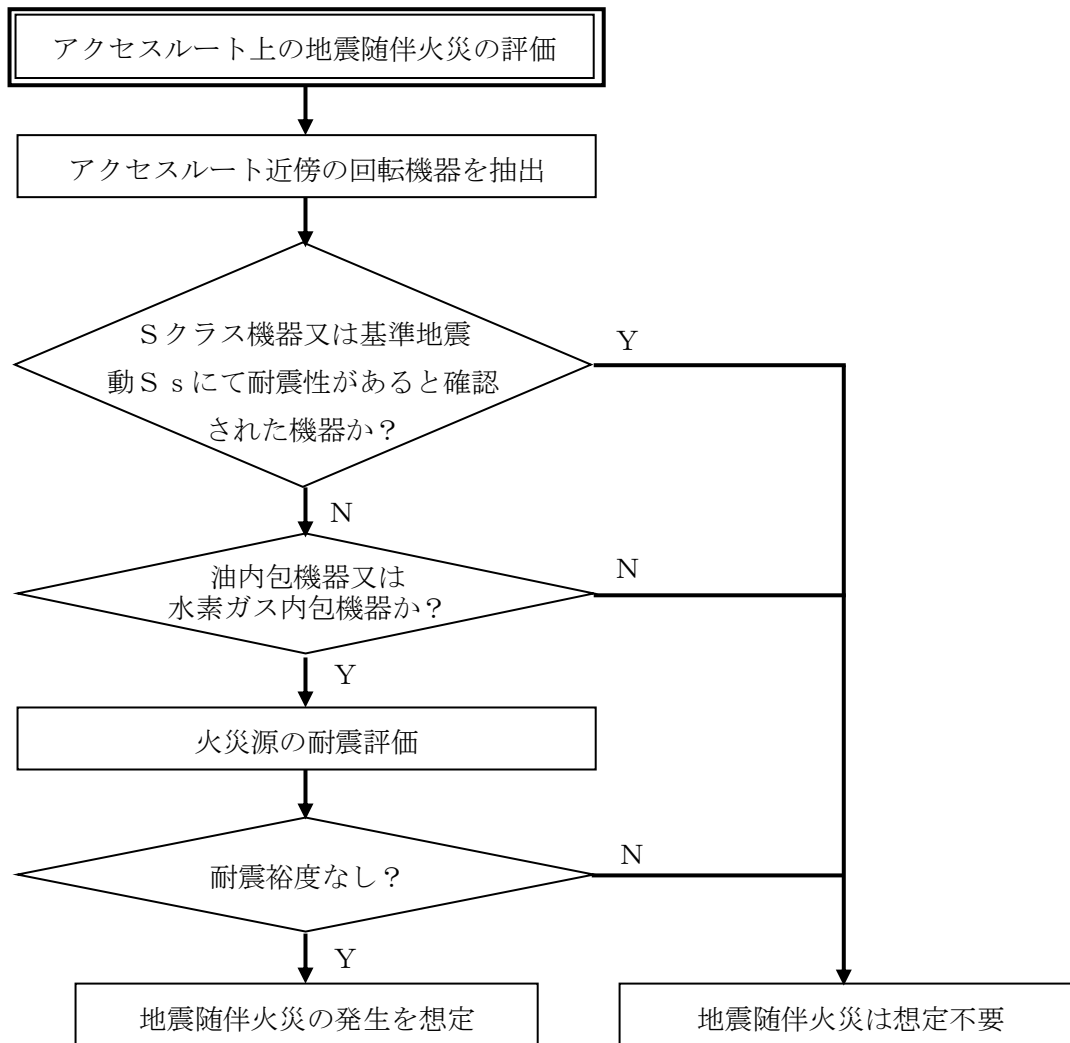 アクセスルート上の地震随伴火災の評価
アクセスルート近傍の回転機器を抽出
Ｓクラス機器又は基準地震
動Ｓｓにて耐震性があると確認
された機器か？
Ｙ
Ｎ
油内包機器又は
水素ガス内包機器か？
Ｎ
Ｙ
火災源の耐震評価
耐震裕度なし？
Ｎ
Ｙ
地震随伴火災の発生を想定
地震随伴火災は想定不要